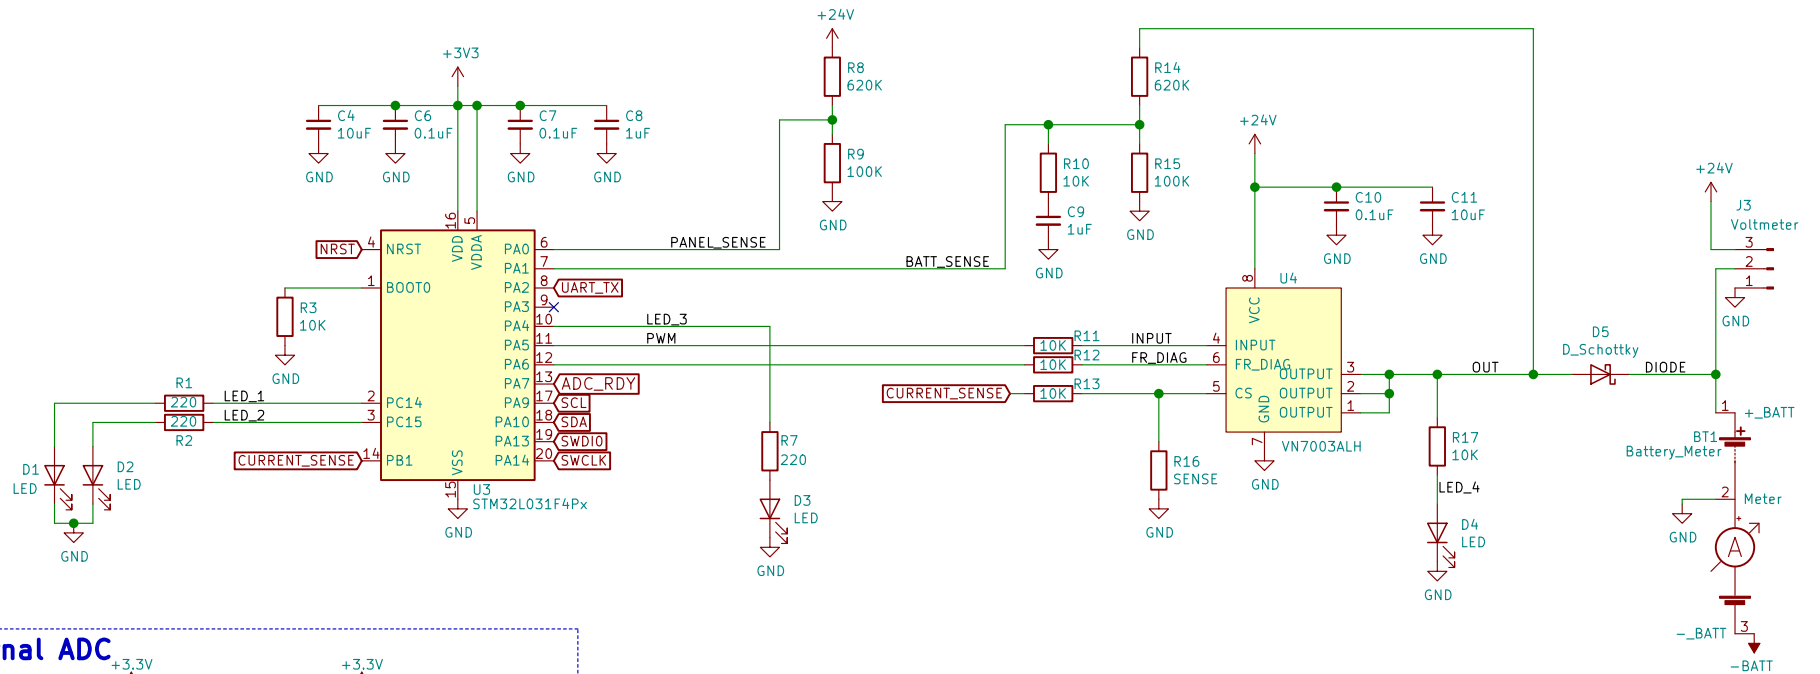 +24V
+3V3
R8
620K
R14
620K
C4
10uF
C6
0.1uF
C7
0.1uF
C8
1uF
+24V
R9
100K
R10
10K
R15
100K
GND
GND
GND
GND
+24V
C10
0.1uF
C11
10uF
J3
Voltmeter
C9
1uF
GND
GND
GND
GND
GND
16
5
VDD
VDDA
NRST
4
NRST
PA0
6
PANEL_SENSE
3
PA1
7
BATT_SENSE
2
1
BOOT0
PA2
8
UART_TX
8
U4
1
R3
10K
PA3
9
VCC
GND
PA4
10
LED_3
PA5
11
PWM
R11
10K
INPUT
4
INPUT
D5
D_Schottky
PA6
12
R12
10K
FR_DIAG
6
FR_DIAG
GND
PA7
13
ADC_RDY
R13
OUTPUT
3
OUT
DIODE
R1
220
LED_1
2
PC14
PA9
17
SCL
CURRENT_SENSE
10K
5
CS
OUTPUT
2
220
LED_2
3
PC15
PA10
18
SDA
GND
OUTPUT
1
1
+_BATT
R2
PA13
19
SWDIO
R7
220
7
VN7003ALH
R17
10K
BT1
Battery_Meter
CURRENT_SENSE
14
PB1
VSS
PA14
20
SWCLK
D1
LED
D2
LED
R16
SENSE
GND
15
U3
STM32L031F4Px
LED_4
2
Meter
GND
D3
LED
GND
D4
LED
GND
A
GND
GND
GND
3
-_BATT
-BATT
nal ADC
+3.3V
+3.3V